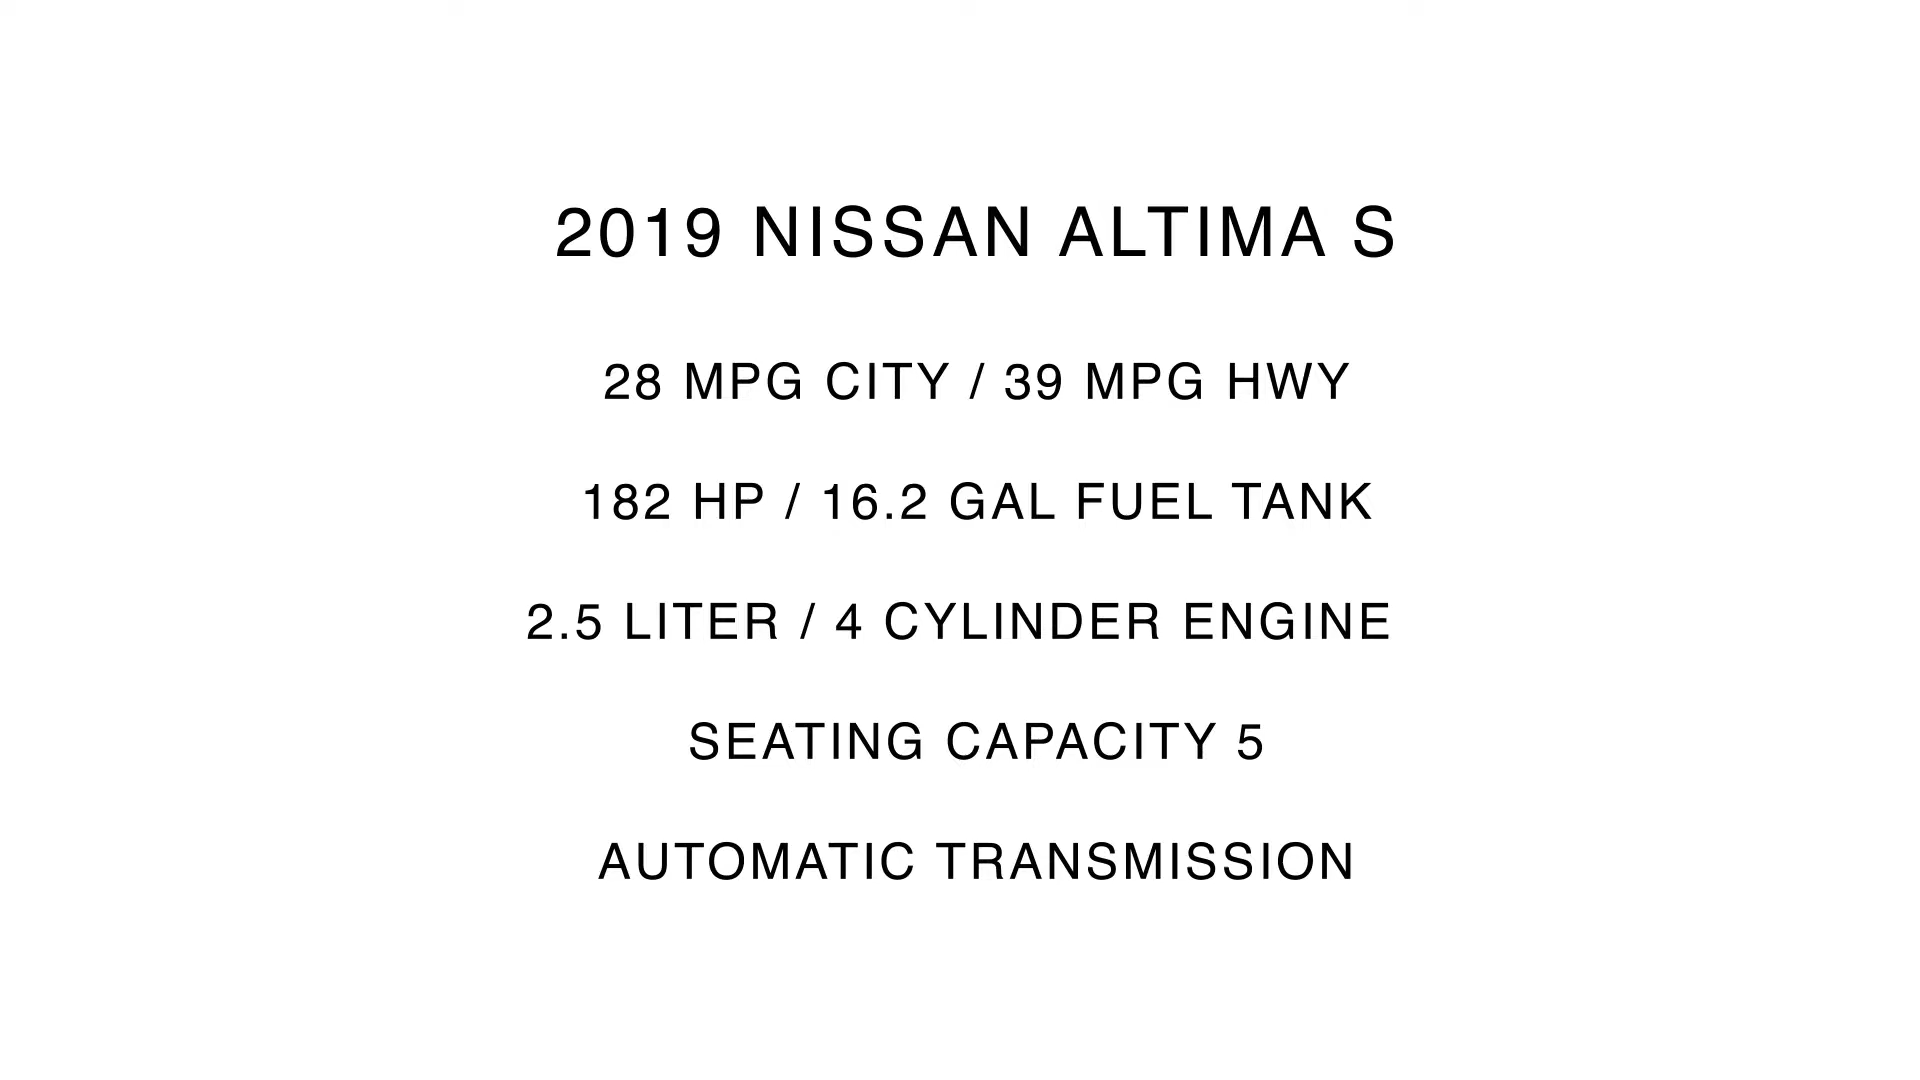 2019 NISSAN ALTIMA S
28 MPG CITY / 39 MPG HWY
182 HP / 16.2 GAL FUEL TANK
2.5 LITER / 4 CYLINDER ENGINE
SEATING CAPACITY 5
AUTOMATIC TRANSMISSION